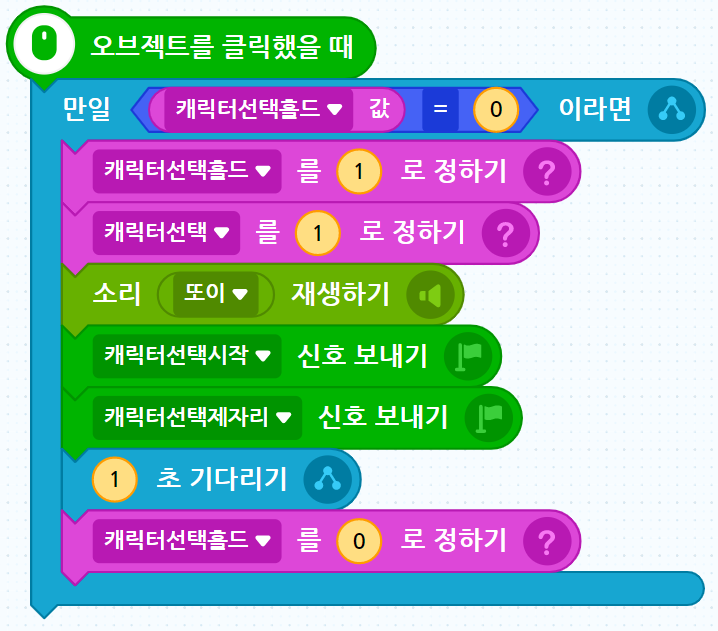 오브젝트를 클릭했을 때
만일 캐릭터선택홀드 값 = 0 이라면
캐릭터선택홀드 를 1 로 정하기 ?
캐릭터선택 를 1 로 정하기 ?
소리 또이 재생하기
캐릭터선택시작 신호 보내기
캐릭터선택제자리 신호 보내기
1 초 기다리기
캐릭터선택홀드 를 0 로 정하기 ?